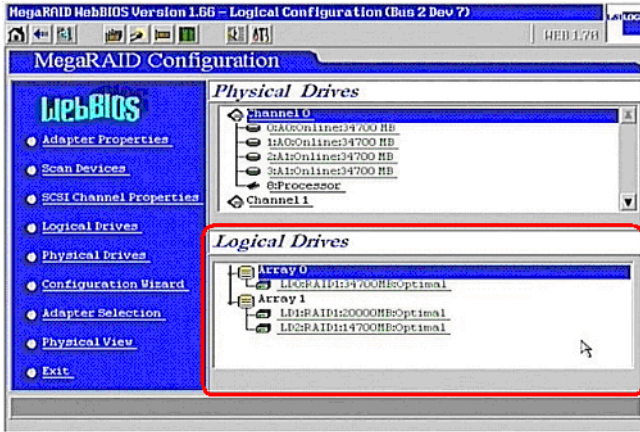 MegaRAID WebBIOS Version 1.66 - Logical Configuration (Bus 2 Dev 7)
WEB 1.70
MegaRAID Config
uration
WebBIOS
Adapter Properties
Scan Devices
SCSI Channel Properties
Logical Drives
Physical Drives
Configuration Wizard
Adapter Selection
Physical View
Exit
Physical Drives
Channel 0
0:A0:Online:34700 MB
1:A0:Online:34700 MB
2:A1:Online:34700 MB
3:A1:Online:34700 MB
8:Processor
Channel 1
Logical Drives
Array 0
LD0:RAID1:34700MB:Optimal
Array 1
LD1:RAID1:20000MB:Optimal
LD2:RAID1:14700MB:Optimal